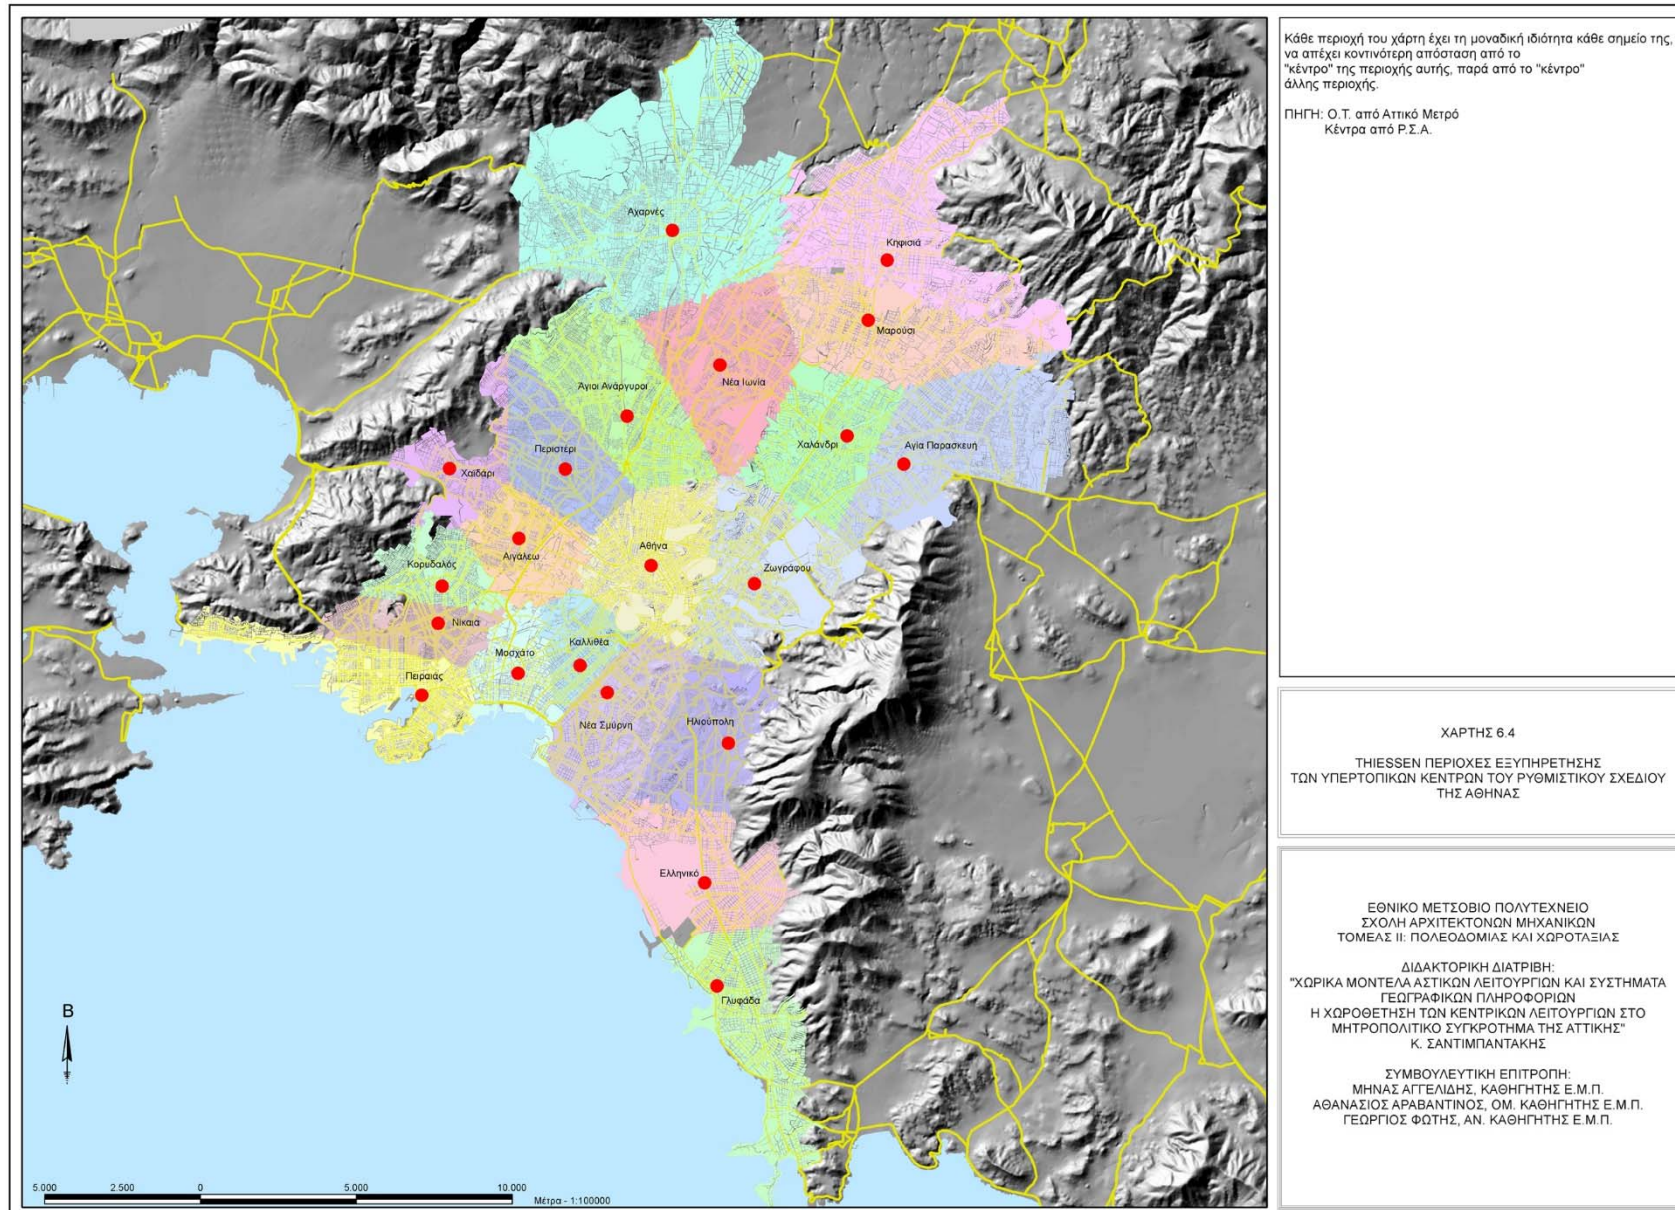 Κάθε περιοχή του χάρτη έχει τη μοναδική ιδιότητα κάθε σημείο της,
να απέχει κοντινότερη απόσταση από το
"κέντρο" της περιοχής αυτής, παρά από το "κέντρο"
άλλης περιοχής.
ΠΗΓΗ: Ο.Τ. από Αττικό Μετρό
Κέντρα από Ρ.Σ.Α.
Αχαρνές
Κηφισιά
Μαρούσι
Νέα Ιωνία
Άγιοι Ανάργυροι
Χαλάνδρι
Αγία Παρασκευή
Περιστέρι
Χαϊδάρι
Αιγάλεω
Αθήνα
Κορυδαλός
Ζωγράφου
Νίκαια
Καλλιθέα
Μοσχάτο
Πειραιάς
Νέα Σμύρνη
Ηλιούπολη
Ελληνικό
Γλυφάδα
Β
5.000 2.500 0 5.000 10.000
Μέτρα - 1:100000
ΧΑΡΤΗΣ 6.4
THIESSEN ΠΕΡΙΟΧΕΣ ΕΞΥΠΗΡΕΤΗΣΗΣ
ΤΩΝ ΥΠΕΡΤΟΠΙΚΩΝ ΚΕΝΤΡΩΝ ΤΟΥ ΡΥΘΜΙΣΤΙΚΟΥ ΣΧΕΔΙΟΥ
ΤΗΣ ΑΘΗΝΑΣ
ΕΘΝΙΚΟ ΜΕΤΣΟΒΙΟ ΠΟΛΥΤΕΧΝΕΙΟ
ΣΧΟΛΗ ΑΡΧΙΤΕΚΤΟΝΩΝ ΜΗΧΑΝΙΚΩΝ
ΤΟΜΕΑΣ ΙΙ: ΠΟΛΕΟΔΟΜΙΑΣ ΚΑΙ ΧΩΡΟΤΑΞΙΑΣ
ΔΙΔΑΚΤΟΡΙΚΗ ΔΙΑΤΡΙΒΗ:
"ΧΩΡΙΚΑ ΜΟΝΤΕΛΑ ΑΣΤΙΚΩΝ ΛΕΙΤΟΥΡΓΙΩΝ ΚΑΙ ΣΥΣΤΗΜΑΤΑ
ΓΕΩΓΡΑΦΙΚΩΝ ΠΛΗΡΟΦΟΡΙΩΝ
Η ΧΩΡΟΘΕΤΗΣΗ ΤΩΝ ΚΕΝΤΡΙΚΩΝ ΛΕΙΤΟΥΡΓΙΩΝ ΣΤΟ
ΜΗΤΡΟΠΟΛΙΤΙΚΟ ΣΥΓΚΡΟΤΗΜΑ ΤΗΣ ΑΤΤΙΚΗΣ"
Κ. ΣΑΝΤΙΜΠΑΝΤΑΚΗΣ
ΣΥΜΒΟΥΛΕΥΤΙΚΗ ΕΠΙΤΡΟΠΗ:
ΜΗΝΑΣ ΑΓΓΕΛΙΔΗΣ, ΚΑΘΗΓΗΤΗΣ Ε.Μ.Π.
ΑΘΑΝΑΣΙΟΣ ΑΡΑΒΑΝΤΙΝΟΣ, ΟΜ. ΚΑΘΗΓΗΤΗΣ Ε.Μ.Π.
ΓΕΩΡΓΙΟΣ ΦΩΤΗΣ, ΑΝ. ΚΑΘΗΓΗΤΗΣ Ε.Μ.Π.